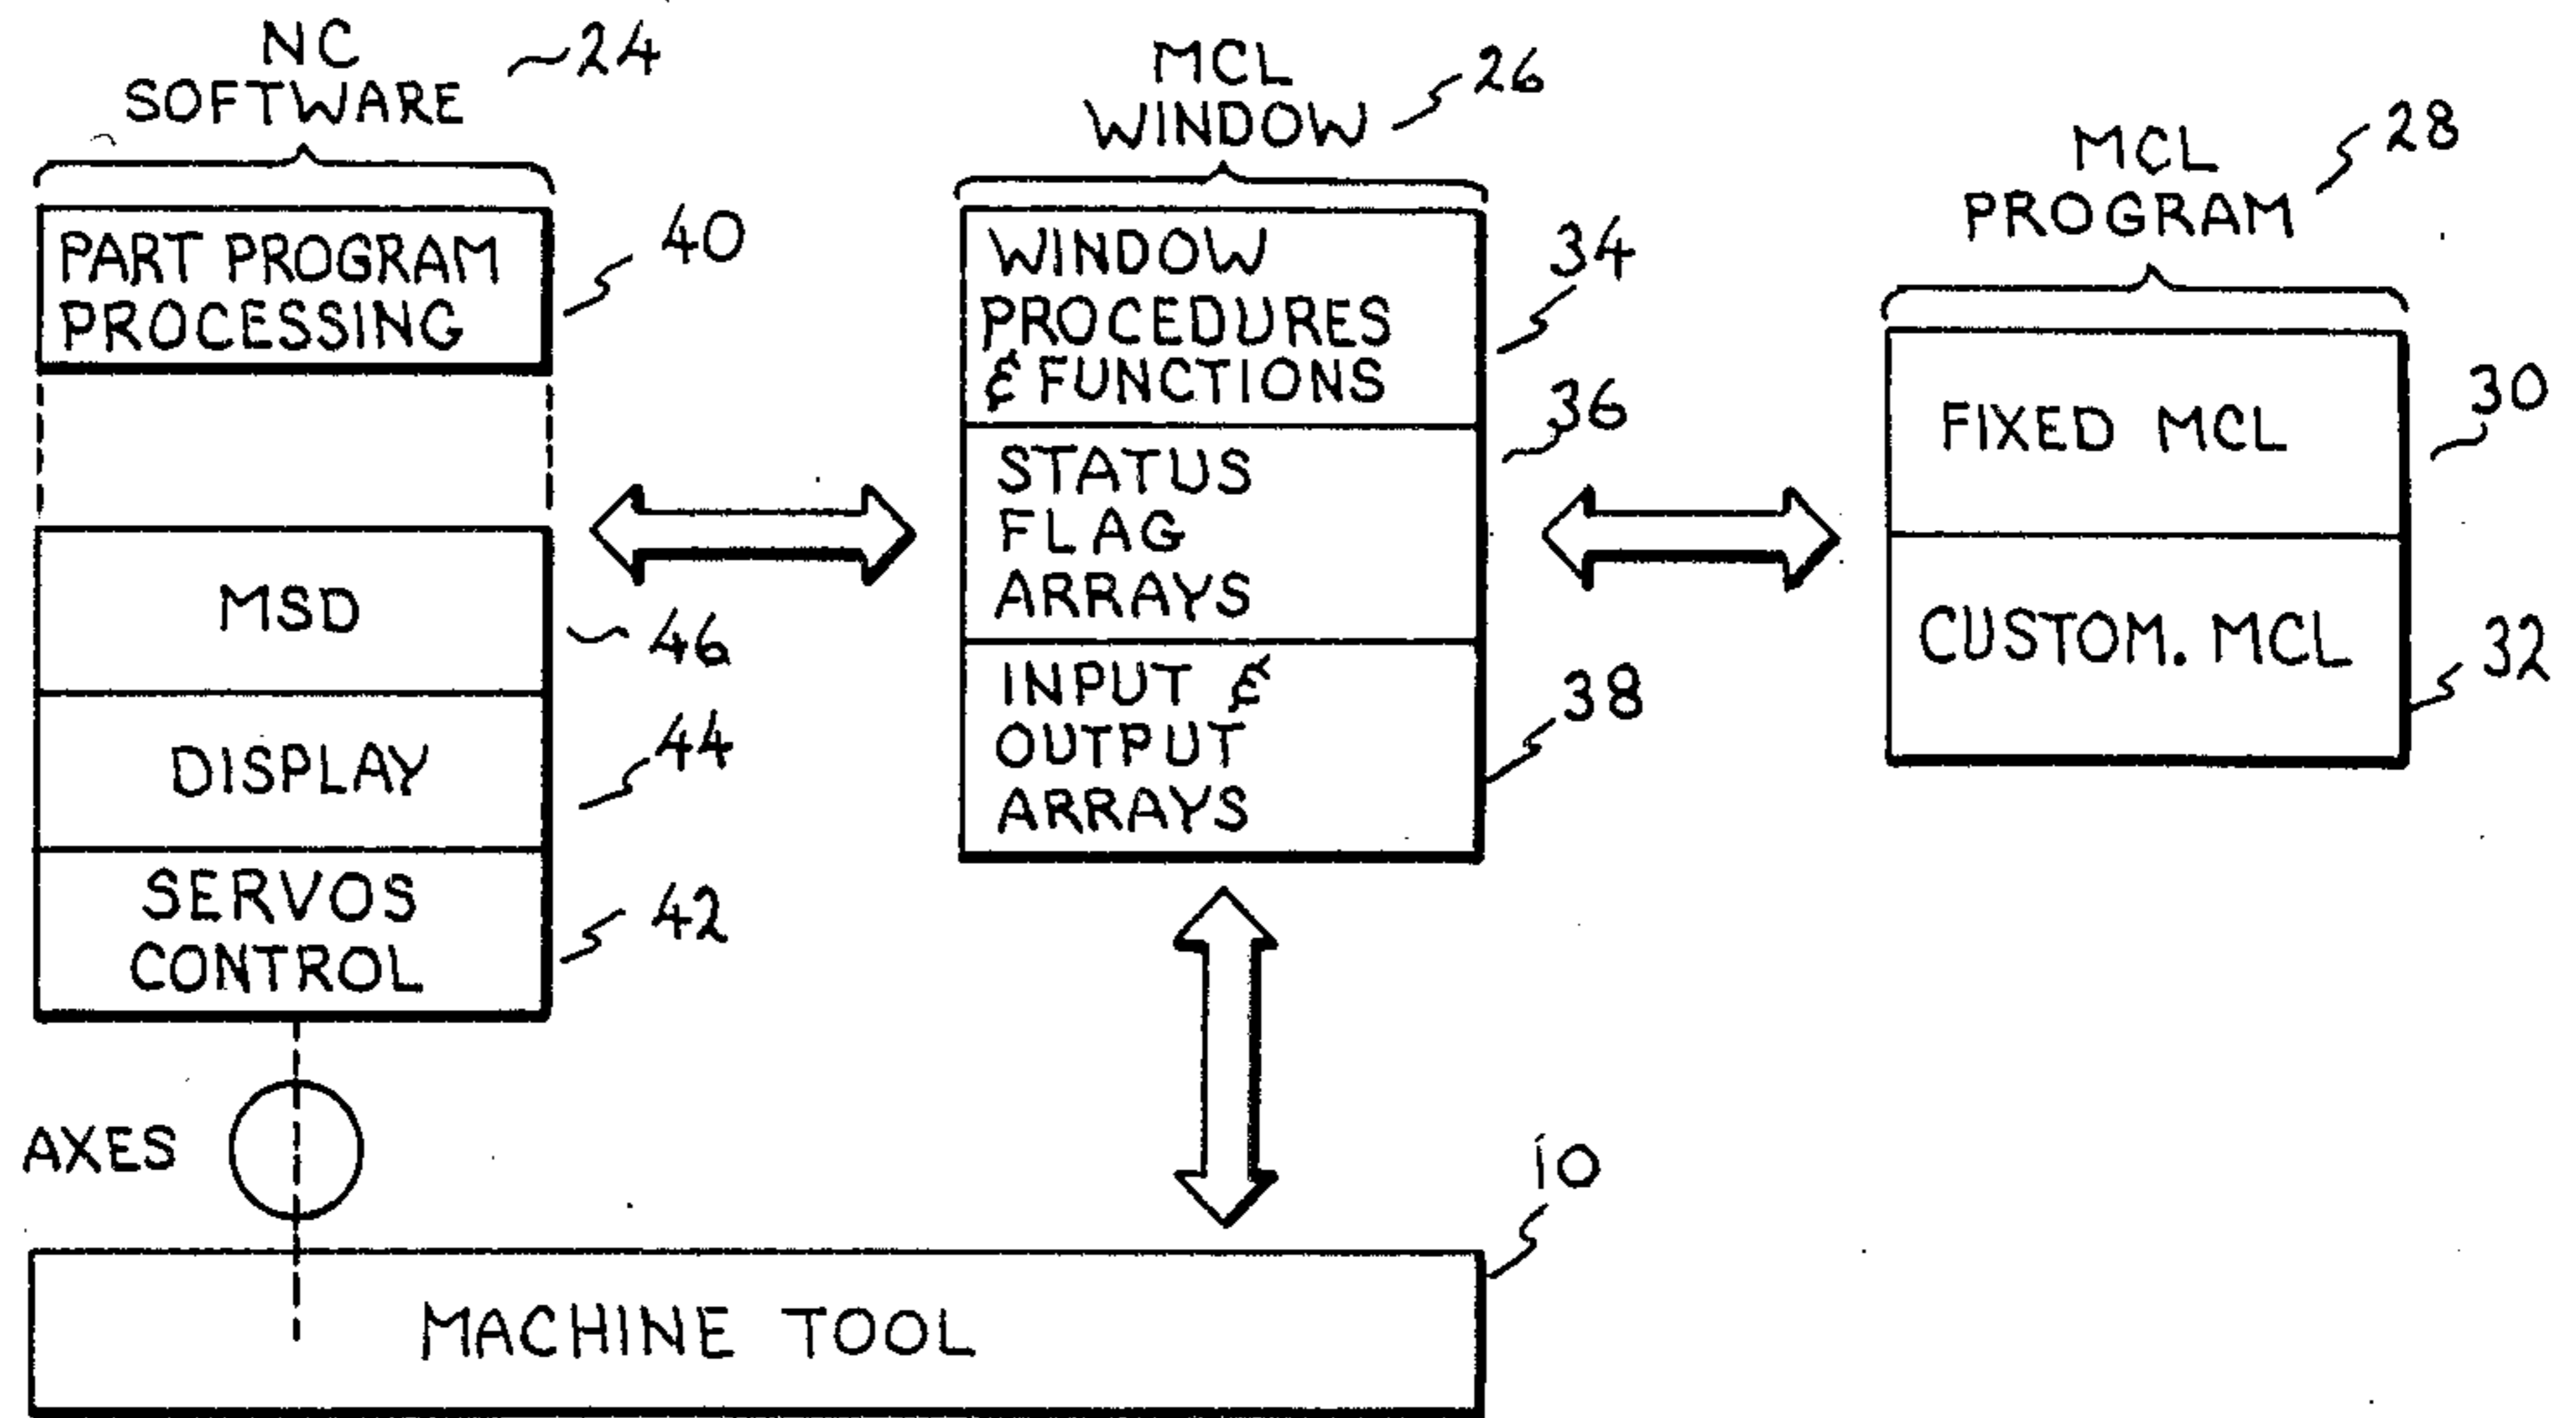 NC
SOFTWARE
24
PART PROGRAM
PROCESSING
40
MSD
46
DISPLAY
44
SERVOS
CONTROL
42
AXES
MCL
WINDOW
26
WINDOW
PROCEDURES
& FUNCTIONS
34
STATUS
FLAG
ARRAYS
36
INPUT &
OUTPUT
ARRAYS
38
MCL
PROGRAM
28
FIXED MCL
30
CUSTOM. MCL
32
MACHINE TOOL
10